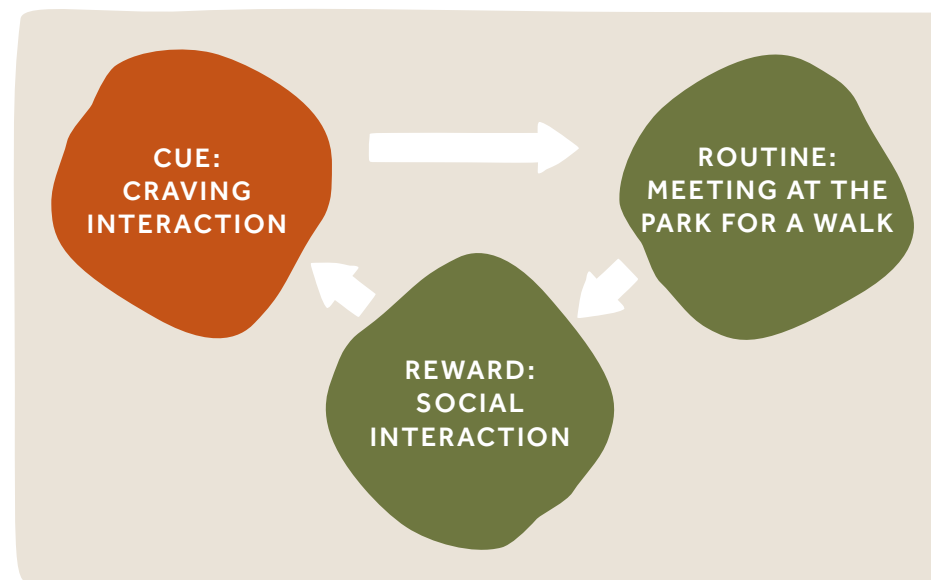 CUE:
CRAVING
INTERACTION
ROUTINE:
MEETING AT THE
PARK FOR A WALK
REWARD:
SOCIAL
INTERACTION